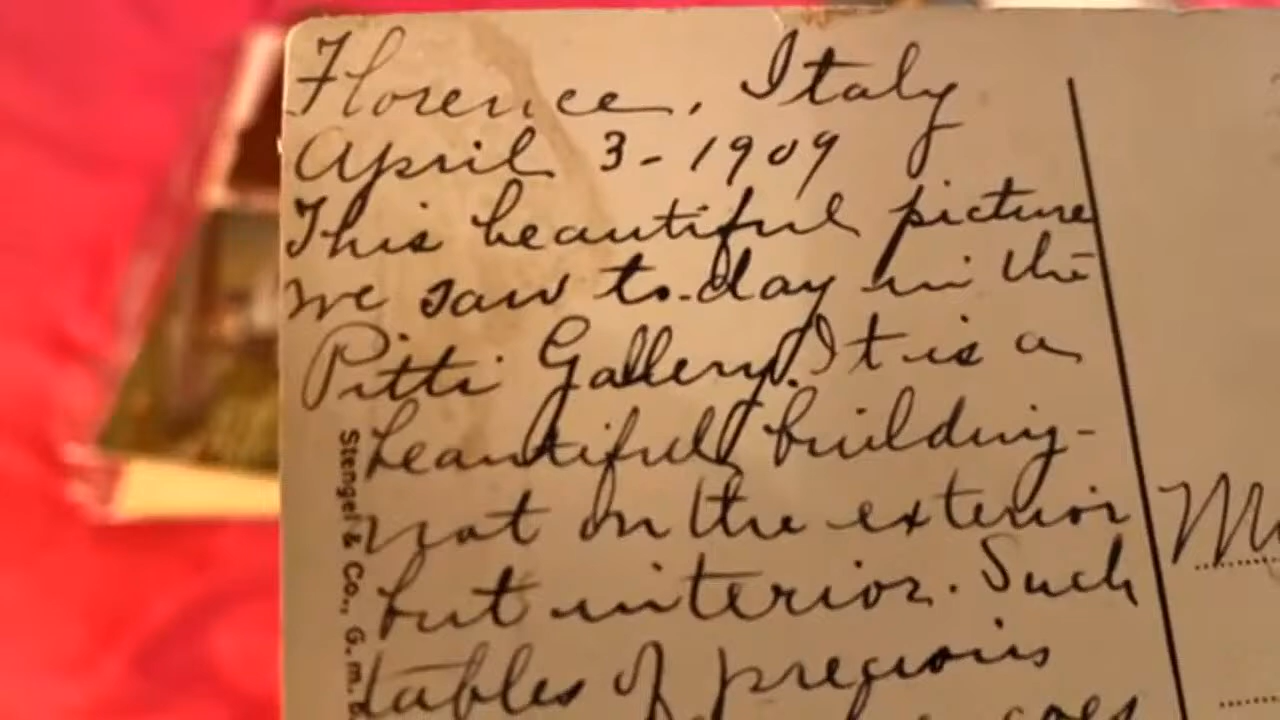 Florence, Italy
April 3-1909
This beautiful picture
we saw to-day in the
Pitti Gallery. It is a
beautiful building-
not on the exterior
but interior. Such
tables of precious
Stengel & Co., G. m.